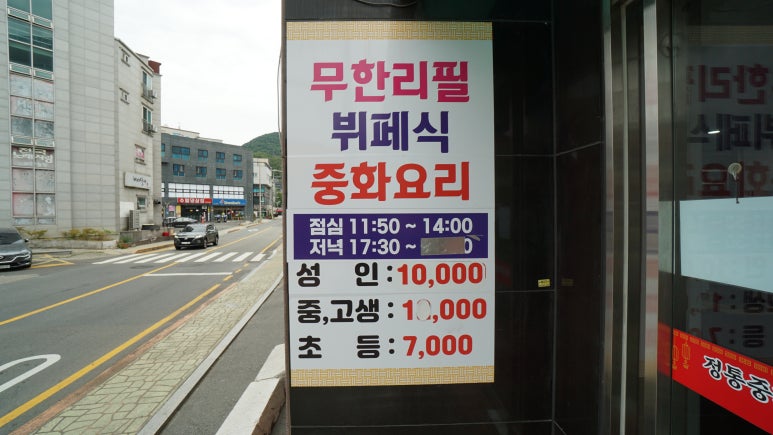 무한리필
뷔페식
중화요리
점심 11:50 ~ 14:00
저녁 17:30 ~
성 인 : 10,000
중,고생 :
초 등 : 7,000
정통중